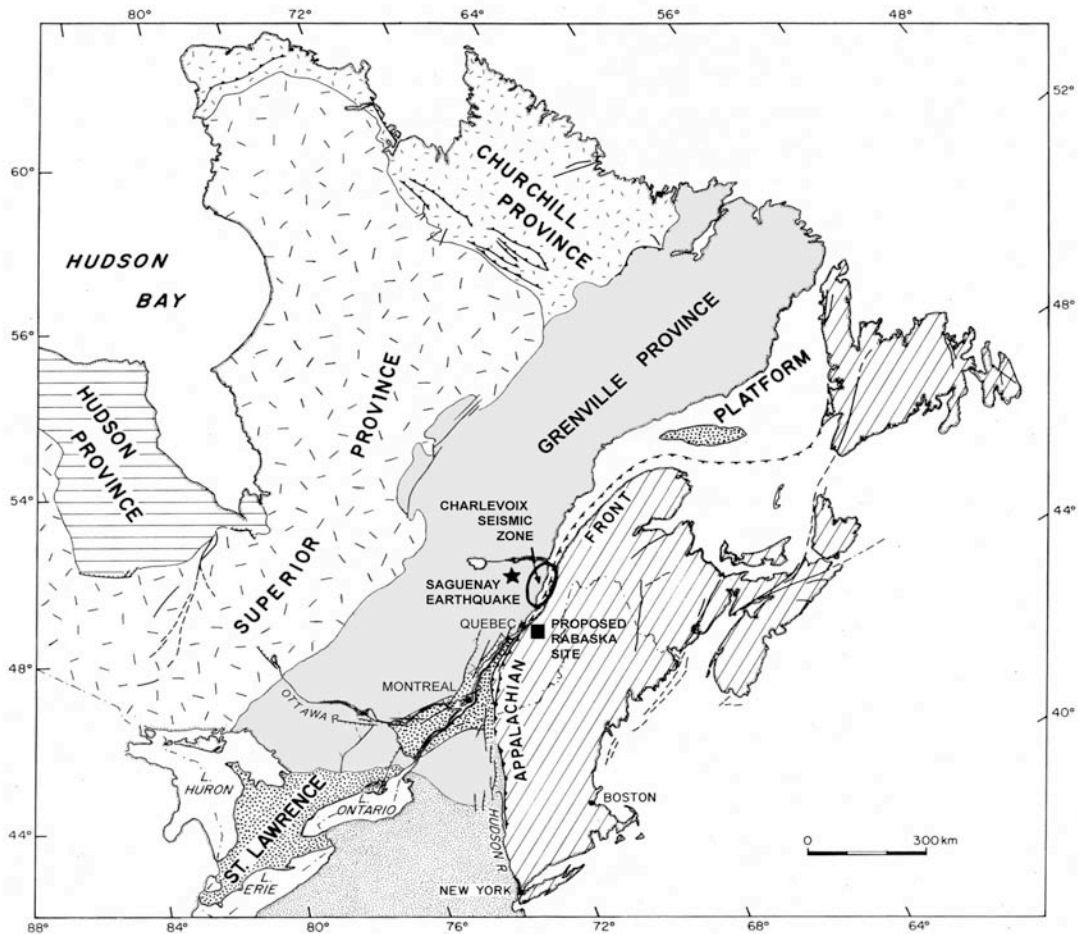 80°
72°
64°
56°
48°
52°
60°
CHURCHILL
PROVINCE
HUDSON
BAY
48°
56°
GRENVILLE PROVINCE
PROVINCE
PLATFORM
HUDSON
PROVINCE
54°
44°
CHARLEVOIX
SEISMIC
ZONE
FRONT
SUPERIOR
SAGUENAY
EARTHQUAKE
QUEBEC
PROPOSED
RABASKA
SITE
48°
MONTREAL
OTTAWA R.
APPALACHIAN
40°
L.
HURON
L.
ONTARIO
ST. LAWRENCE
HUDSON R.
BOSTON
44°
0 300 km
L.
ERIE
NEW YORK
88°
84°
80°
76°
72°
68°
64°